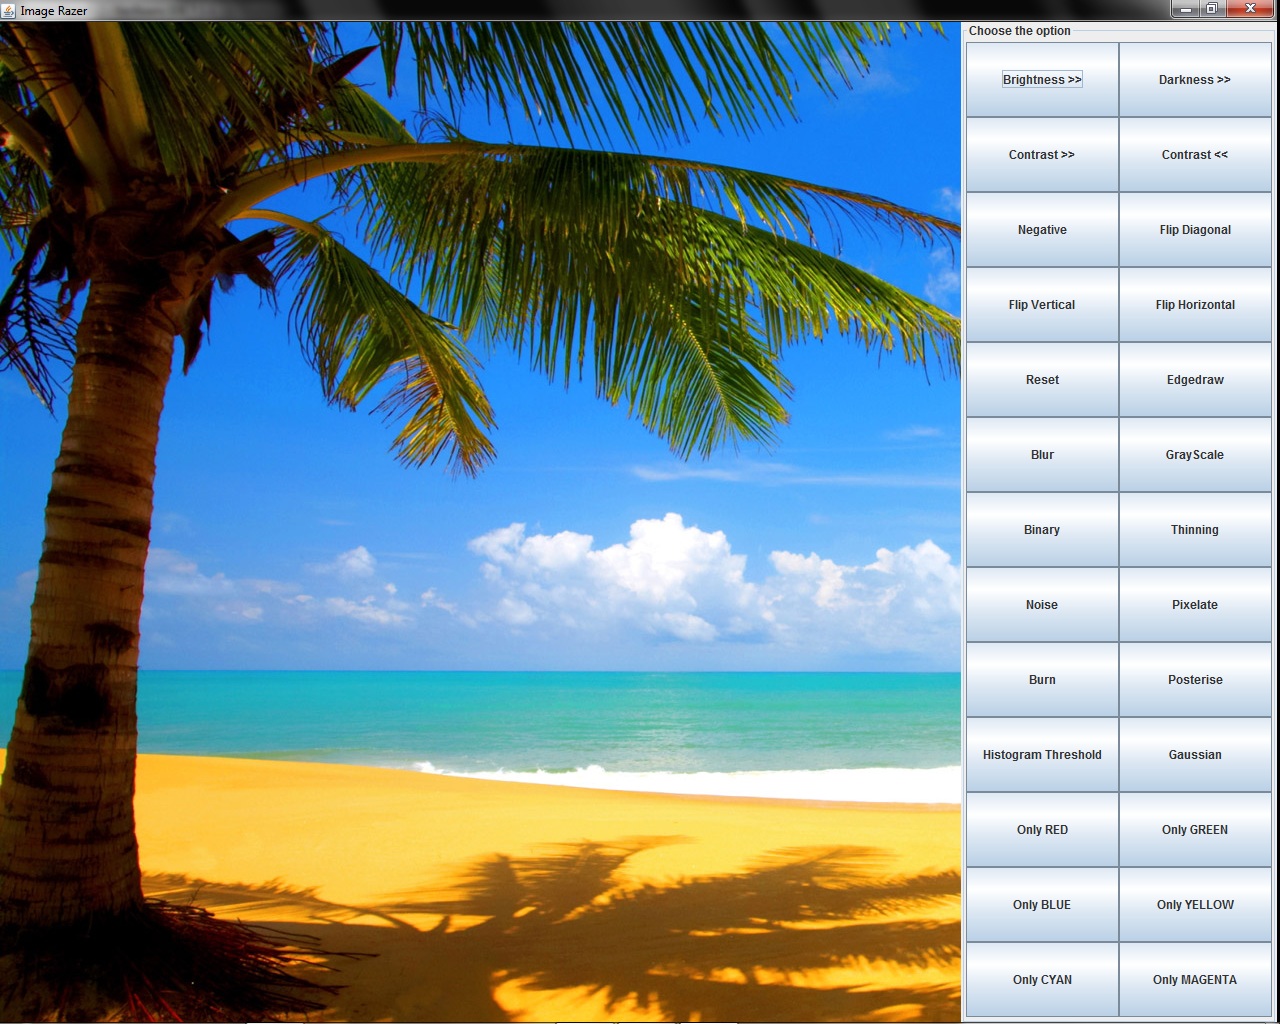 Image Razer
Choose the option
Brightness >>
Darkness >>
Contrast >>
Contrast <<
Negative
Flip Diagonal
Flip Vertical
Flip Horizontal
Reset
Edgedraw
Blur
GrayScale
Binary
Thinning
Noise
Pixelate
Burn
Posterise
Histogram Threshold
Gaussian
Only RED
Only GREEN
Only BLUE
Only YELLOW
Only CYAN
Only MAGENTA